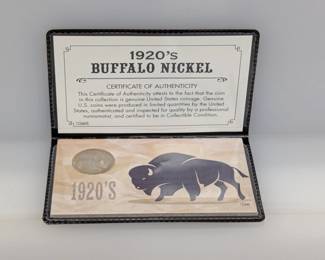 1920's
BUFFALO NICKEL
CERTIFICATE OF AUTHENTICITY
This Certificate of Authenticity attests to the fact that the coin
in this collection is genuine United States coinage. Genuine
U.S. coins were produced in limited quantities by the United
States, authenticated and inspected for quality by a professional
numismatist, and certified to be in Collectible Condition.
1920'S